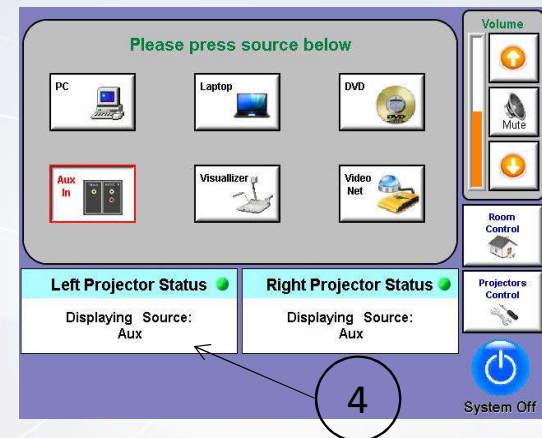 Please press source below
PC
Laptop
DVD
Aux
In
Visuallizer
Video
Net
Left Projector Status
Displaying Source:
Aux
Right Projector Status
Displaying Source:
Aux
Volume
Mute
Room
Control
Projectors
Control
System Off
4